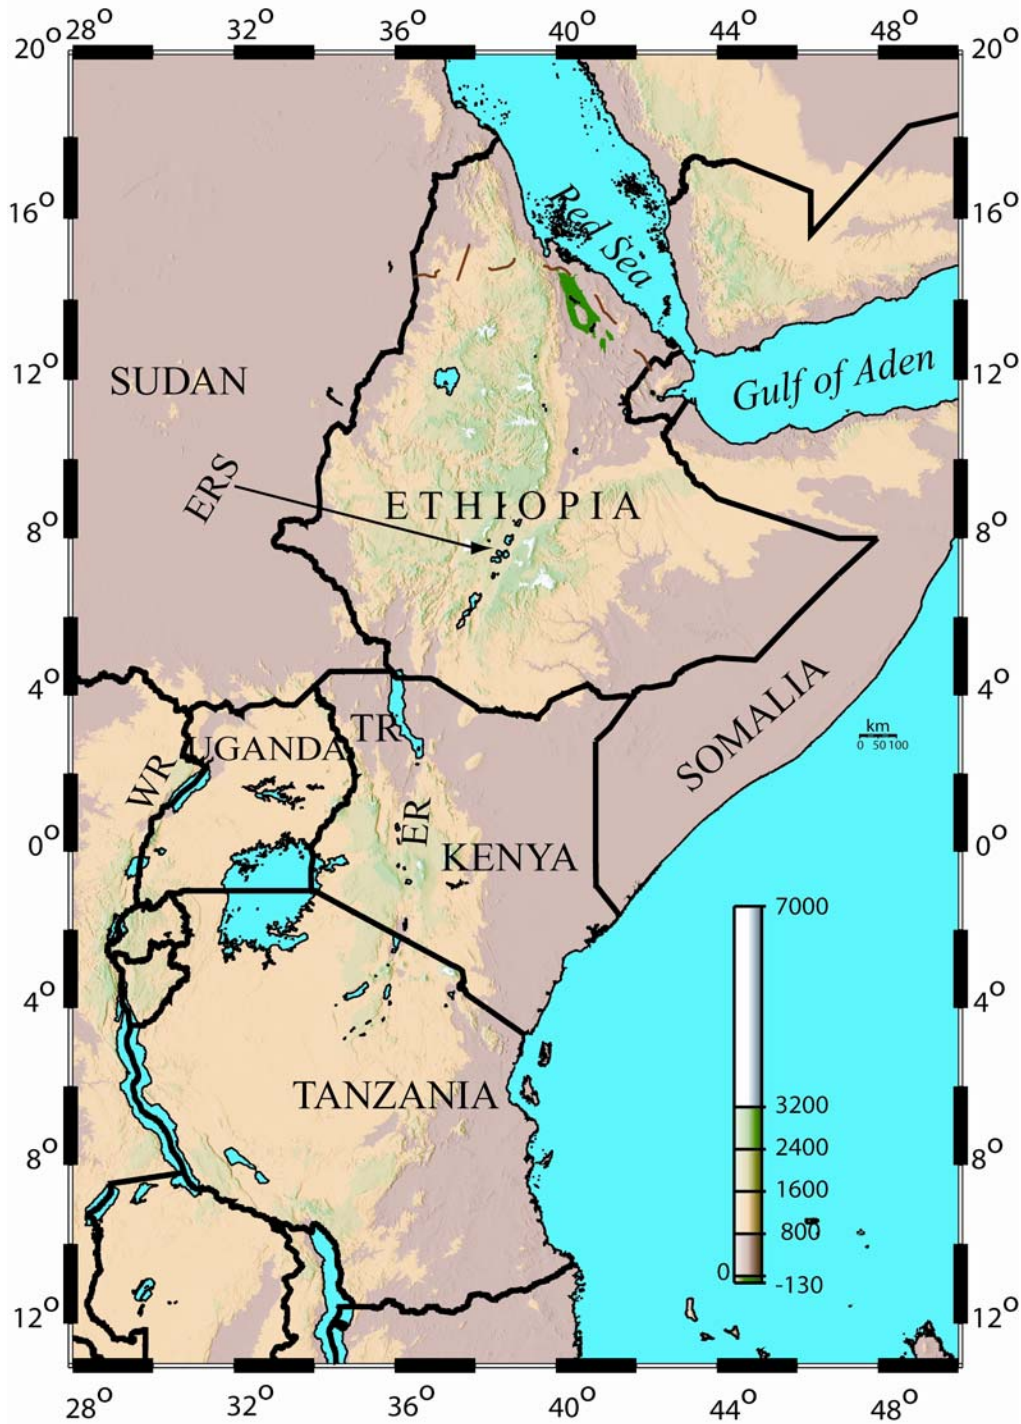 28° 32° 36° 40° 44° 48°
20° 20°
16° 16°
Red Sea
12° 12°
SUDAN
Gulf of Aden
ERS
ETHIOPIA
8° 8°
4° 4°
SOMALIA
TR
km
0 50 100
UGANDA
WR
ER
0° 0°
KENYA
7000
4° 4°
TANZANIA
3200
2400
8° 8°
1600
800
0
-130
12° 12°
28° 32° 36° 40° 44° 48°